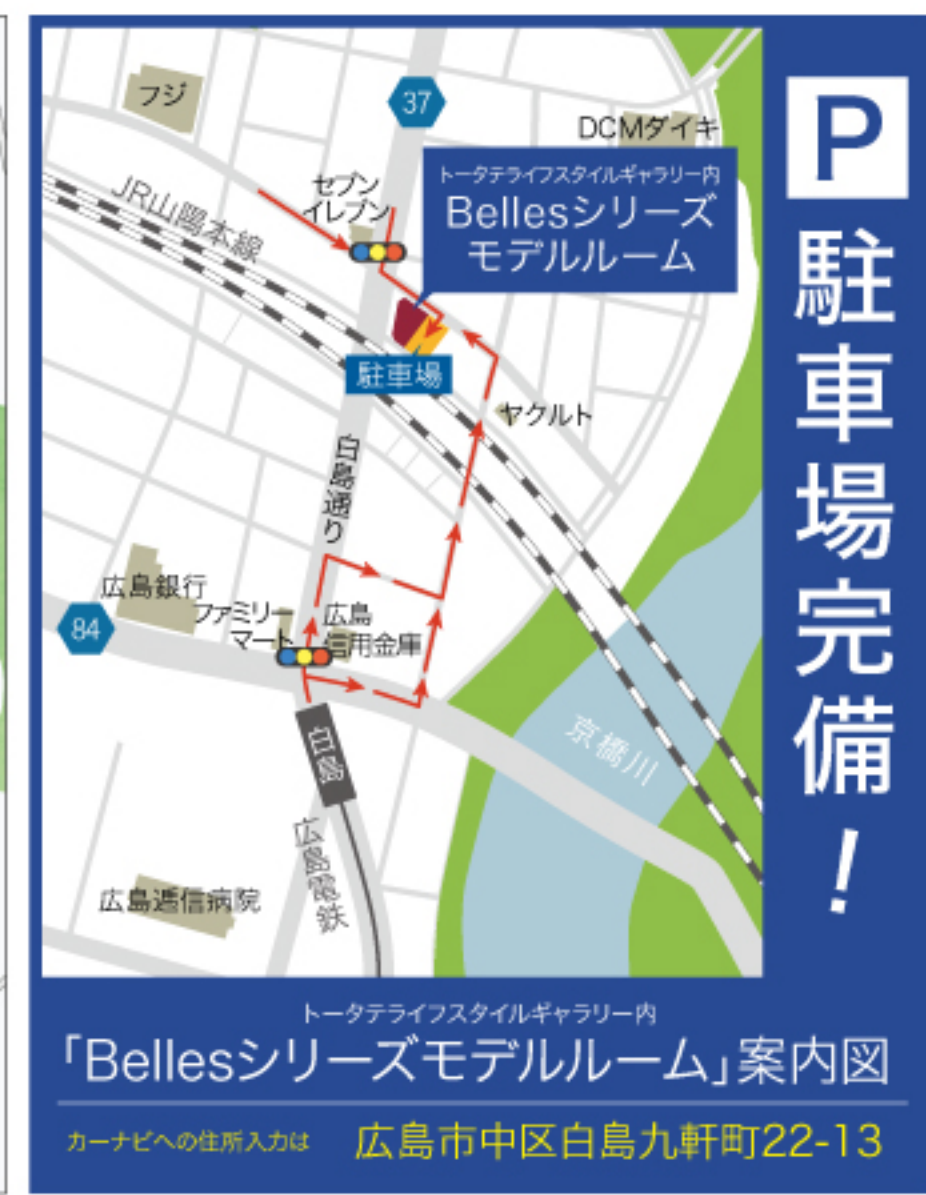 フジ
37
DCMダイキ
セブン
イレブン
トータテライフスタイルギャラリー内
Bellesシリーズ
モデルルーム
JR山陽本線
駐車場
ヤクルト
白島通り
広島銀行
ファミリー
マート
広島
信用金庫
84
白島
京橋川
広島電鉄
広島逓信病院
P
駐車場完備！
トータテライフスタイルギャラリー内
「Bellesシリーズモデルルーム」案内図
カーナビへの住所入力は 広島市中区白島九軒町22-13